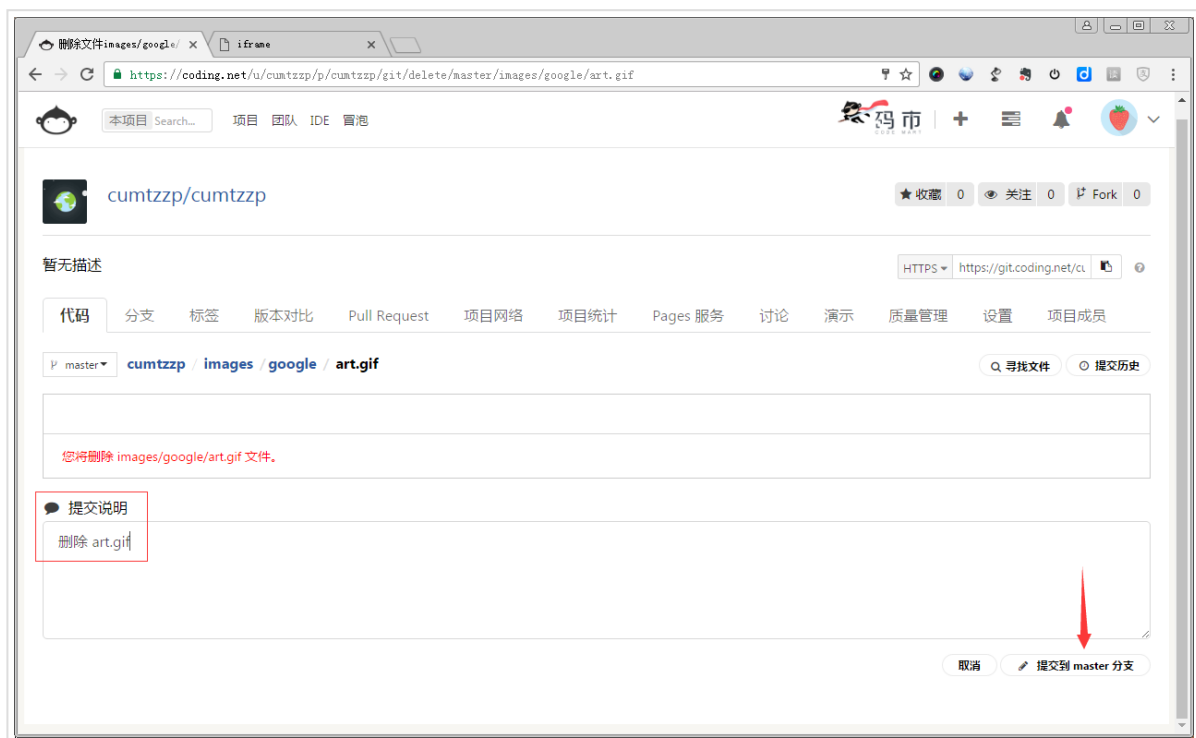 删除文件images/google/
iframe
https://coding.net/u/cumtzzp/p/cumtzzp/git/delete/master/images/google/art.gif
本项目 Search... 项目 团队 IDE 冒泡 码市
CODE MART
cumtzzp/cumtzzp
收藏 0 关注 0 Fork 0
暂无描述
HTTPS https://git.coding.net/cu
代码 分支 标签 版本对比 Pull Request 项目网络 项目统计 Pages 服务 讨论 演示 质量管理 设置 项目成员
master cumtzzp / images / google / art.gif 寻找文件 提交历史
您将删除 images/google/art.gif 文件。
提交说明
删除 art.gif
取消 提交到 master 分支